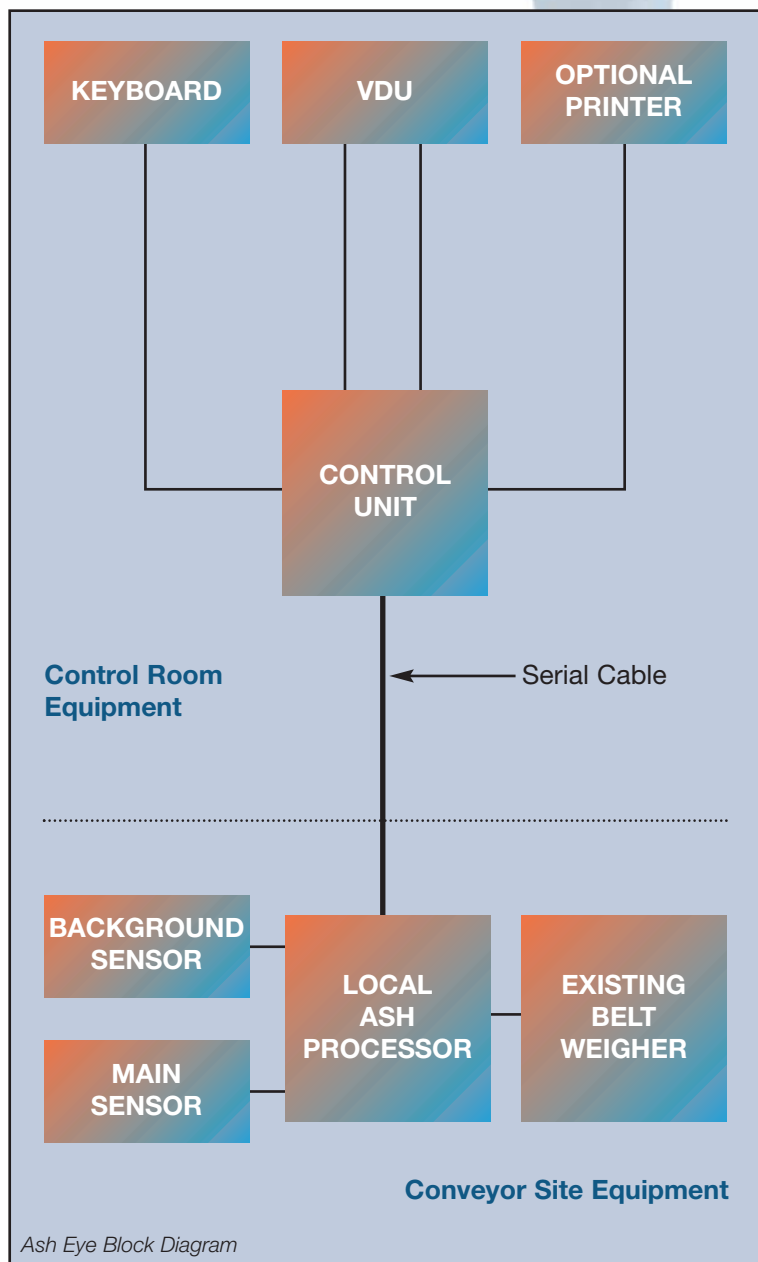 KEYBOARD
VDU
OPTIONAL
PRINTER
CONTROL
UNIT
Control Room
Equipment
Serial Cable
BACKGROUND
SENSOR
LOCAL
ASH
PROCESSOR
EXISTING
BELT
WEIGHER
MAIN
SENSOR
Conveyor Site Equipment
Ash Eye Block Diagram